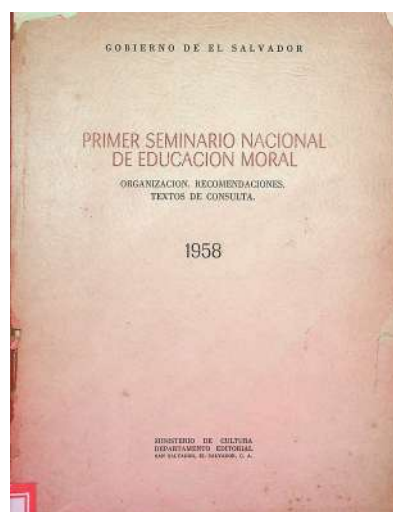 GOBIERNO DE EL SALVADOR
PRIMER SEMINARIO NACIONAL
DE EDUCACION MORAL
ORGANIZACION. RECOMENDACIONES.
TEXTOS DE CONSULTA.
1958
MINISTERIO DE CULTURA
DEPARTAMENTO EDITORIAL
SAN SALVADOR, EL SALVADOR, C. A.